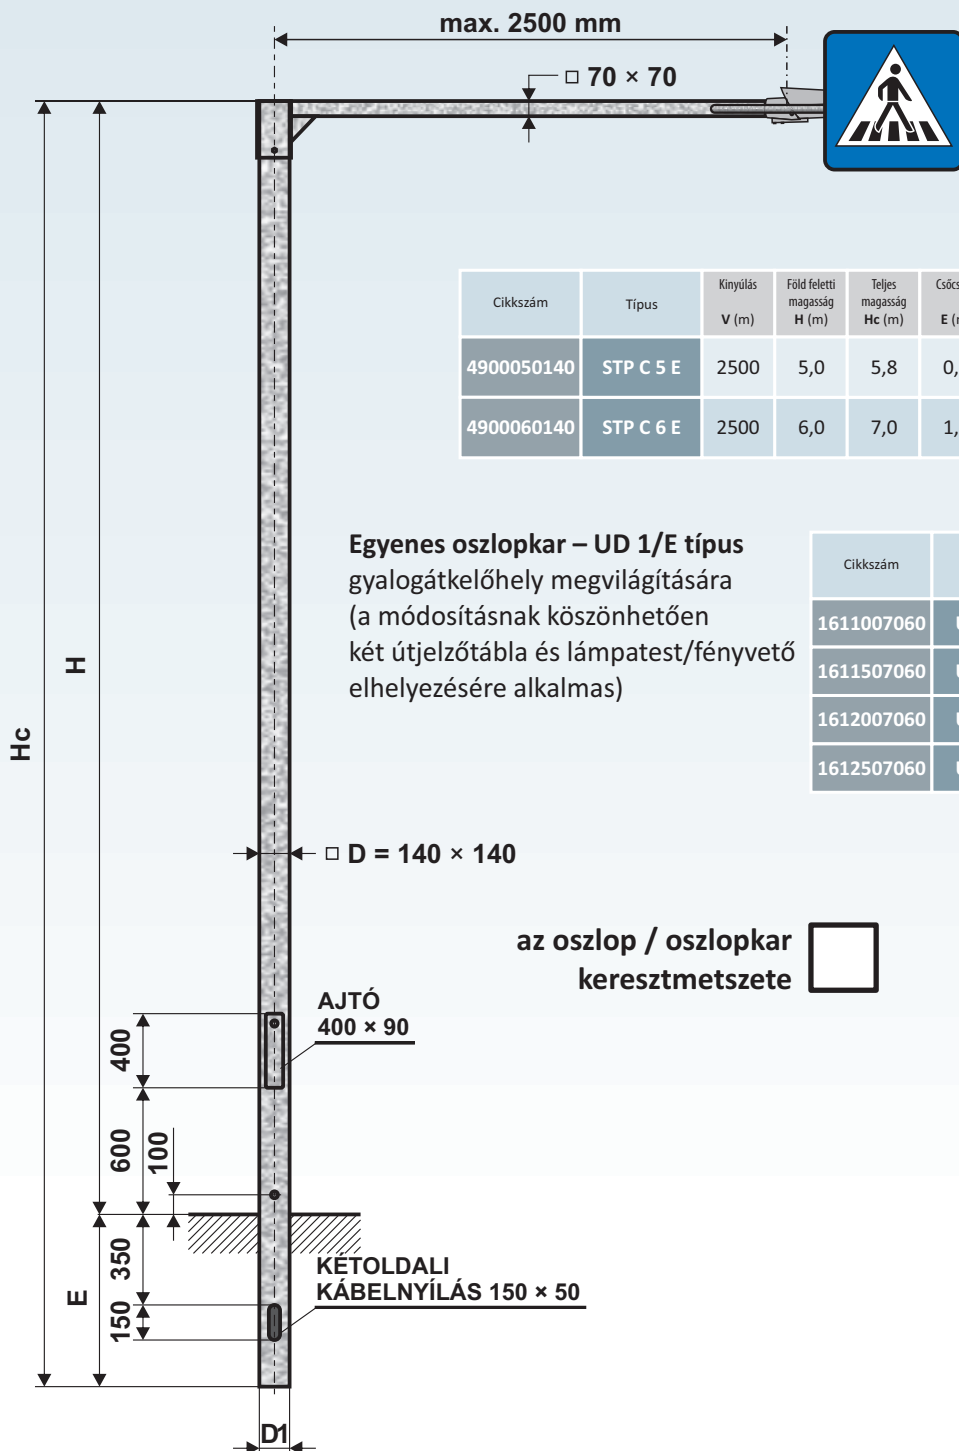 max. 2500 mm
□ 70 × 70
Cikkszám Típus Kinyúlás V (m) Föld feletti magasság H (m) Teljes magasság Hc (m) E
4900050140 STP C 5 E 2500 5,0 5,8 0,
4900060140 STP C 6 E 2500 6,0 7,0 1,
Egyenes oszlopkar – UD 1/E típus
gyalogátkelőhely megvilágítására
(a módosításnak köszönhetően
két útjelzőtábla és lámpatest/fényvető
elhelyezésére alkalmas)
Cikkszám
1611007060
1611507060
1612007060
1612507060
H
Hc
□ D = 140 × 140
az oszlop / oszlopkar
keresztmetszete
AJTÓ
400 × 90
400
600
100
350
150
E
KÉTOLDALI
KÁBELNYÍLÁS 150 × 50
D1